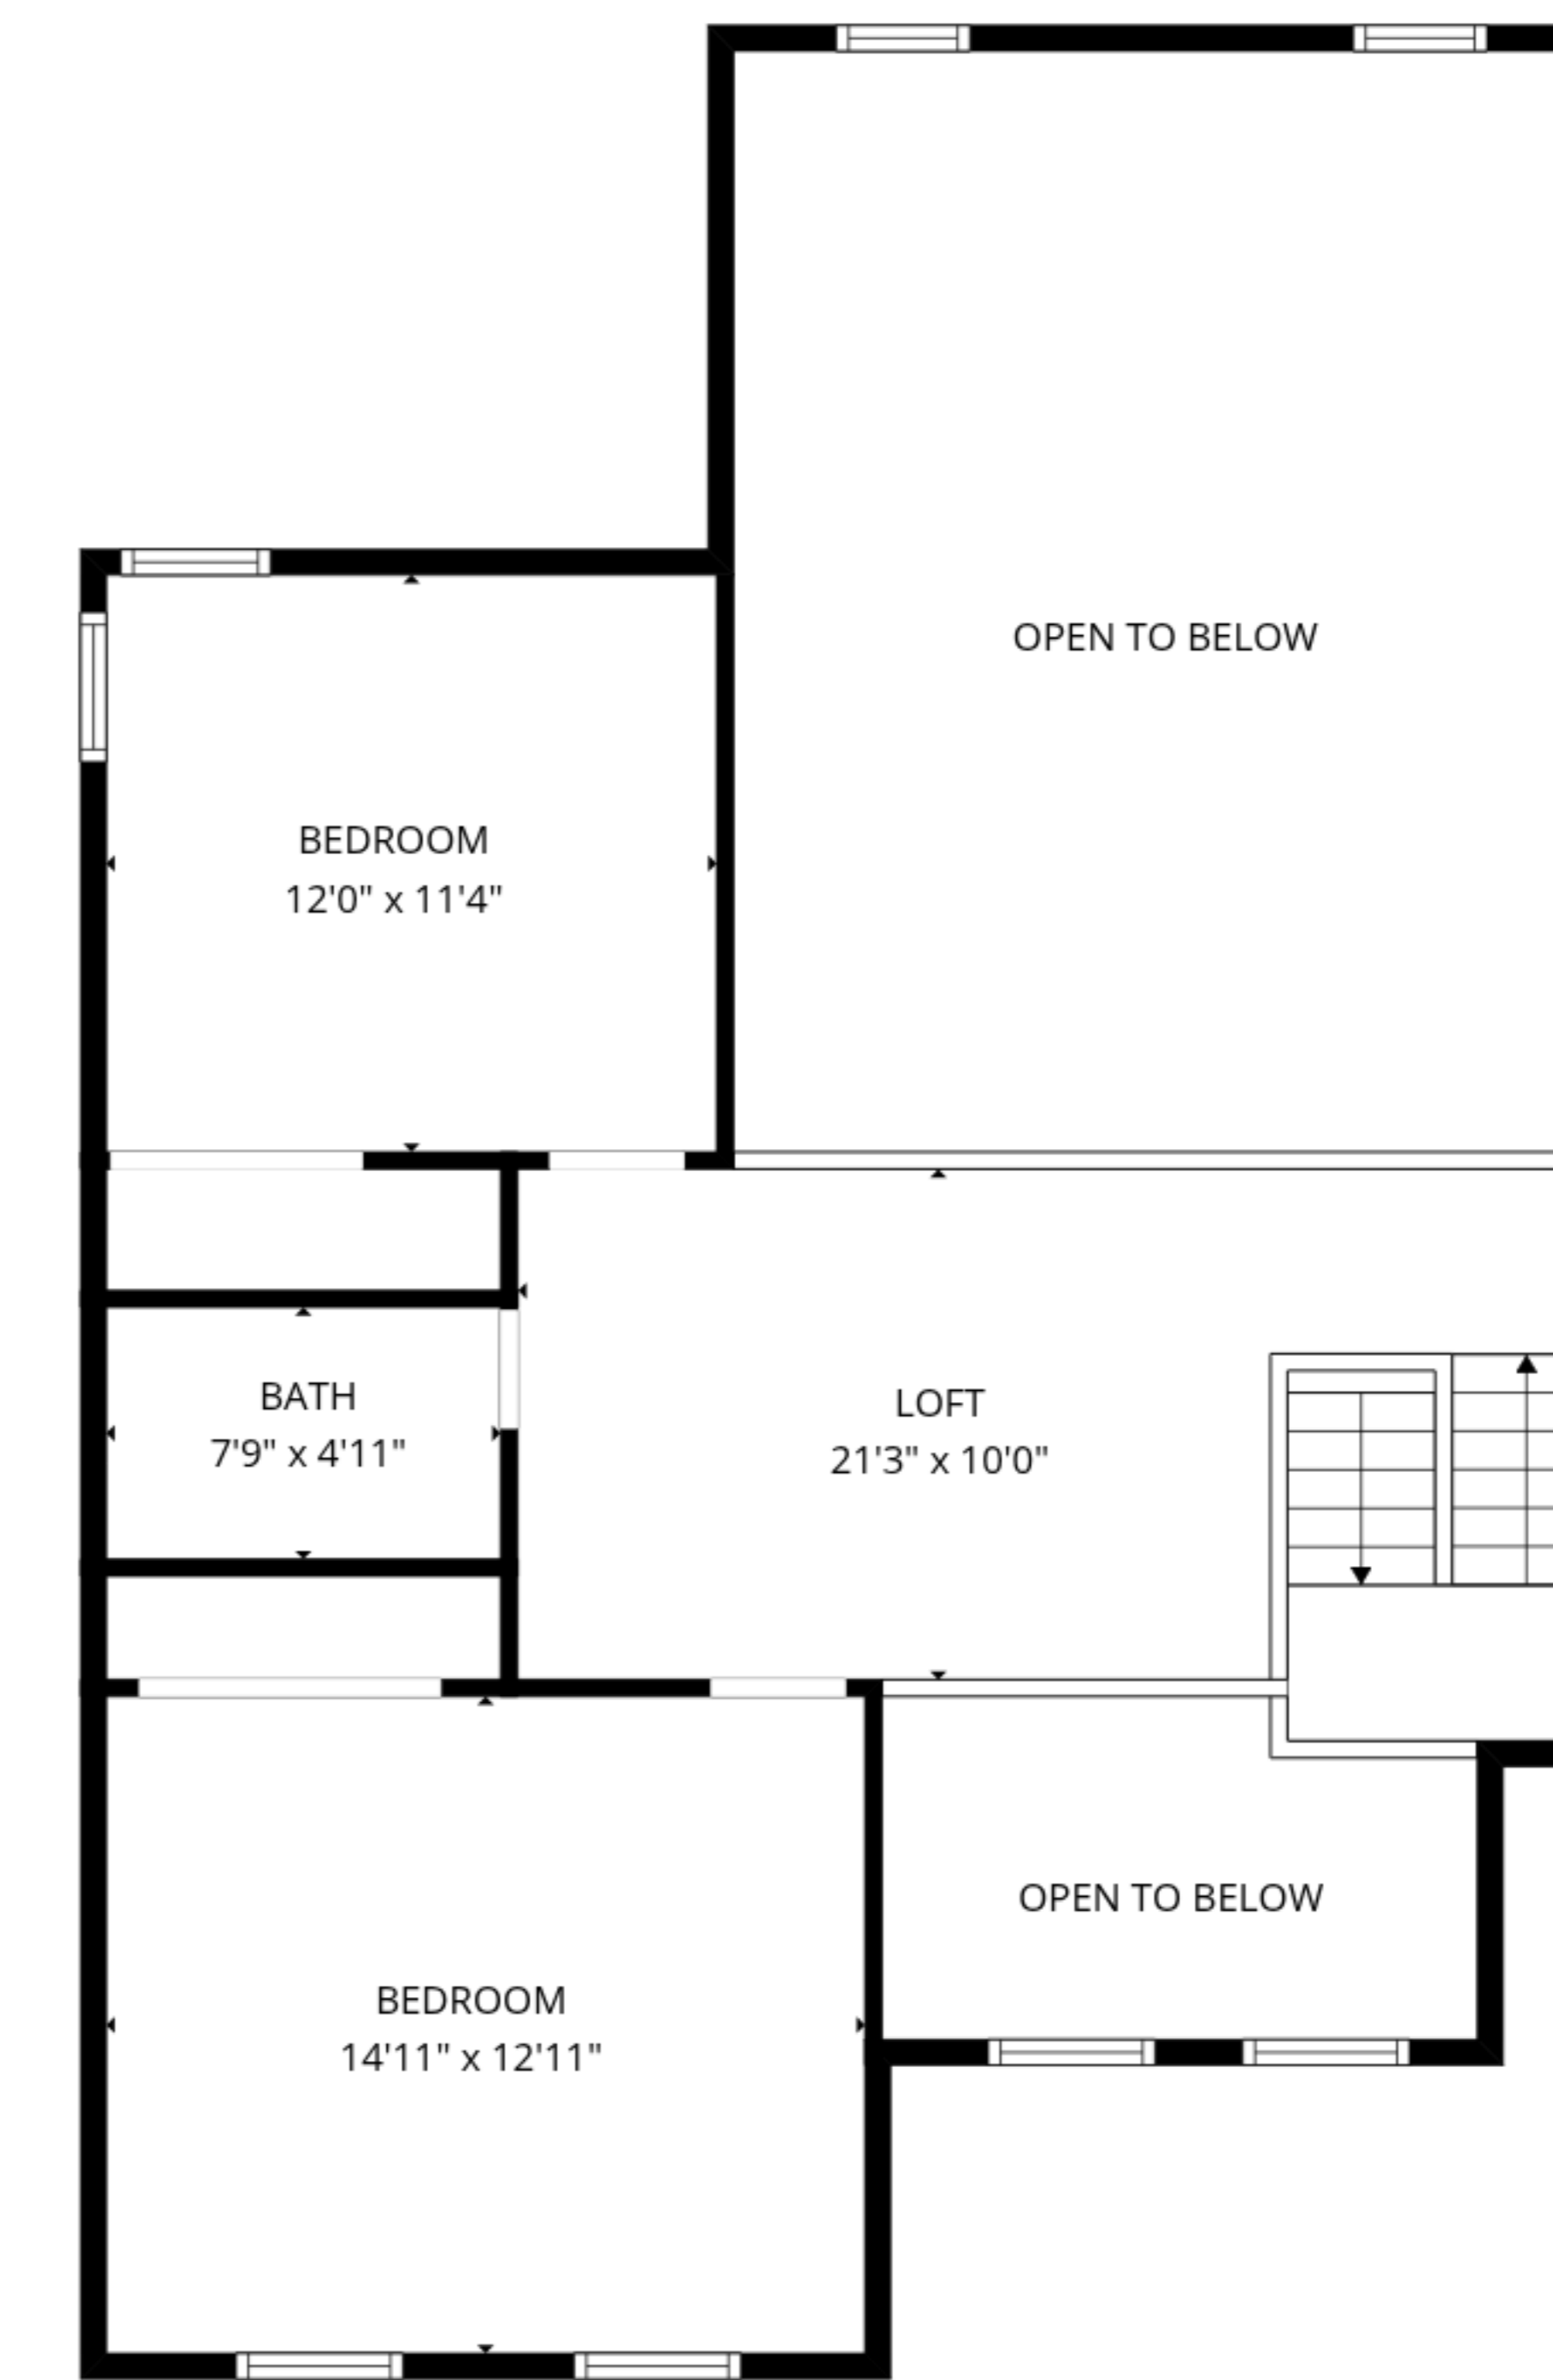 OPEN TO BELOW
BEDROOM
12'0" x 11'4"
BATH
7'9" x 4'11"
LOFT
21'3" x 10'0"
OPEN TO BELOW
BEDROOM
14'11" x 12'11"